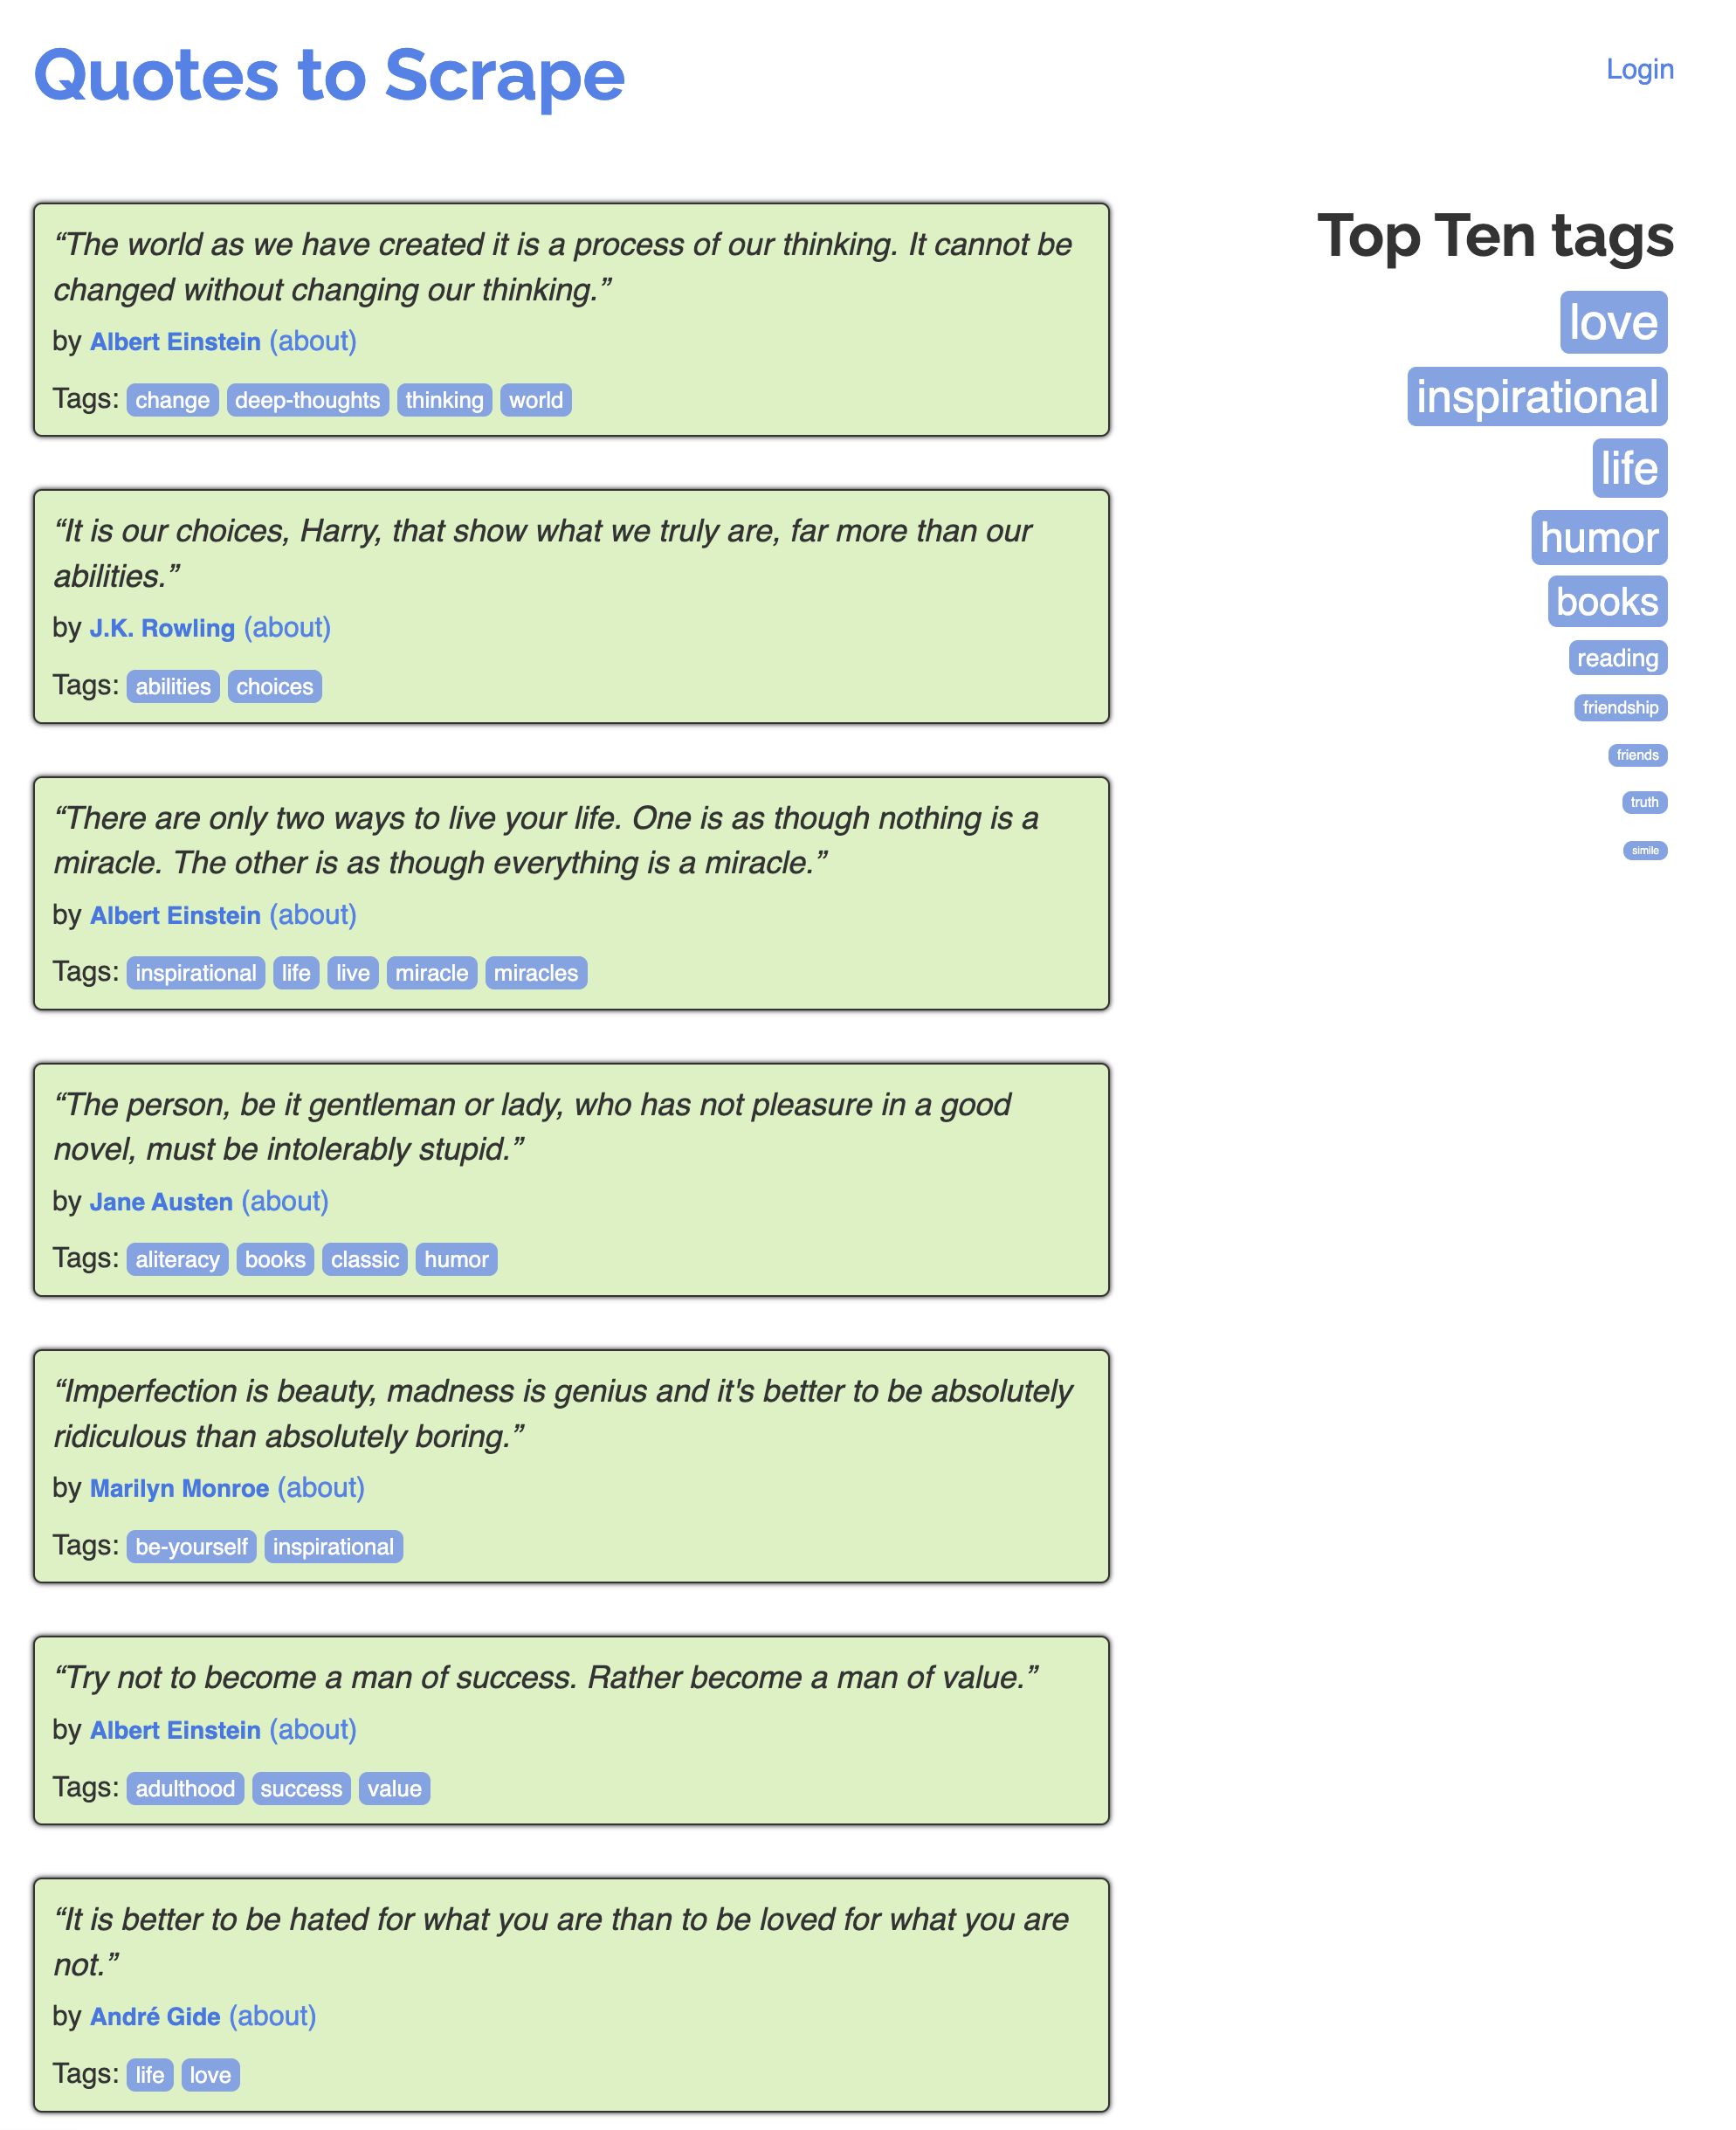 Quotes to Scrape
Login
“The world as we have created it is a process of our thinking. It cannot be
changed without changing our thinking.”
by Albert Einstein (about)
Tags: change deep-thoughts thinking world
“It is our choices, Harry, that show what we truly are, far more than our
abilities.”
by J.K. Rowling (about)
Tags: abilities choices
“There are only two ways to live your life. One is as though nothing is a
miracle. The other is as though everything is a miracle.”
by Albert Einstein (about)
Tags: inspirational life live miracle miracles
“The person, be it gentleman or lady, who has not pleasure in a good
novel, must be intolerably stupid.”
by Jane Austen (about)
Tags: aliteracy books classic humor
“Imperfection is beauty, madness is genius and it's better to be absolutely
ridiculous than absolutely boring.”
by Marilyn Monroe (about)
Tags: be-yourself inspirational
“Try not to become a man of success. Rather become a man of value.”
by Albert Einstein (about)
Tags: adulthood success value
“It is better to be hated for what you are than to be loved for what you are
not.”
by André Gide (about)
Tags: life love
Top Ten tags
love
inspirational
life
humor
books
reading
friendship
friends
truth
simile